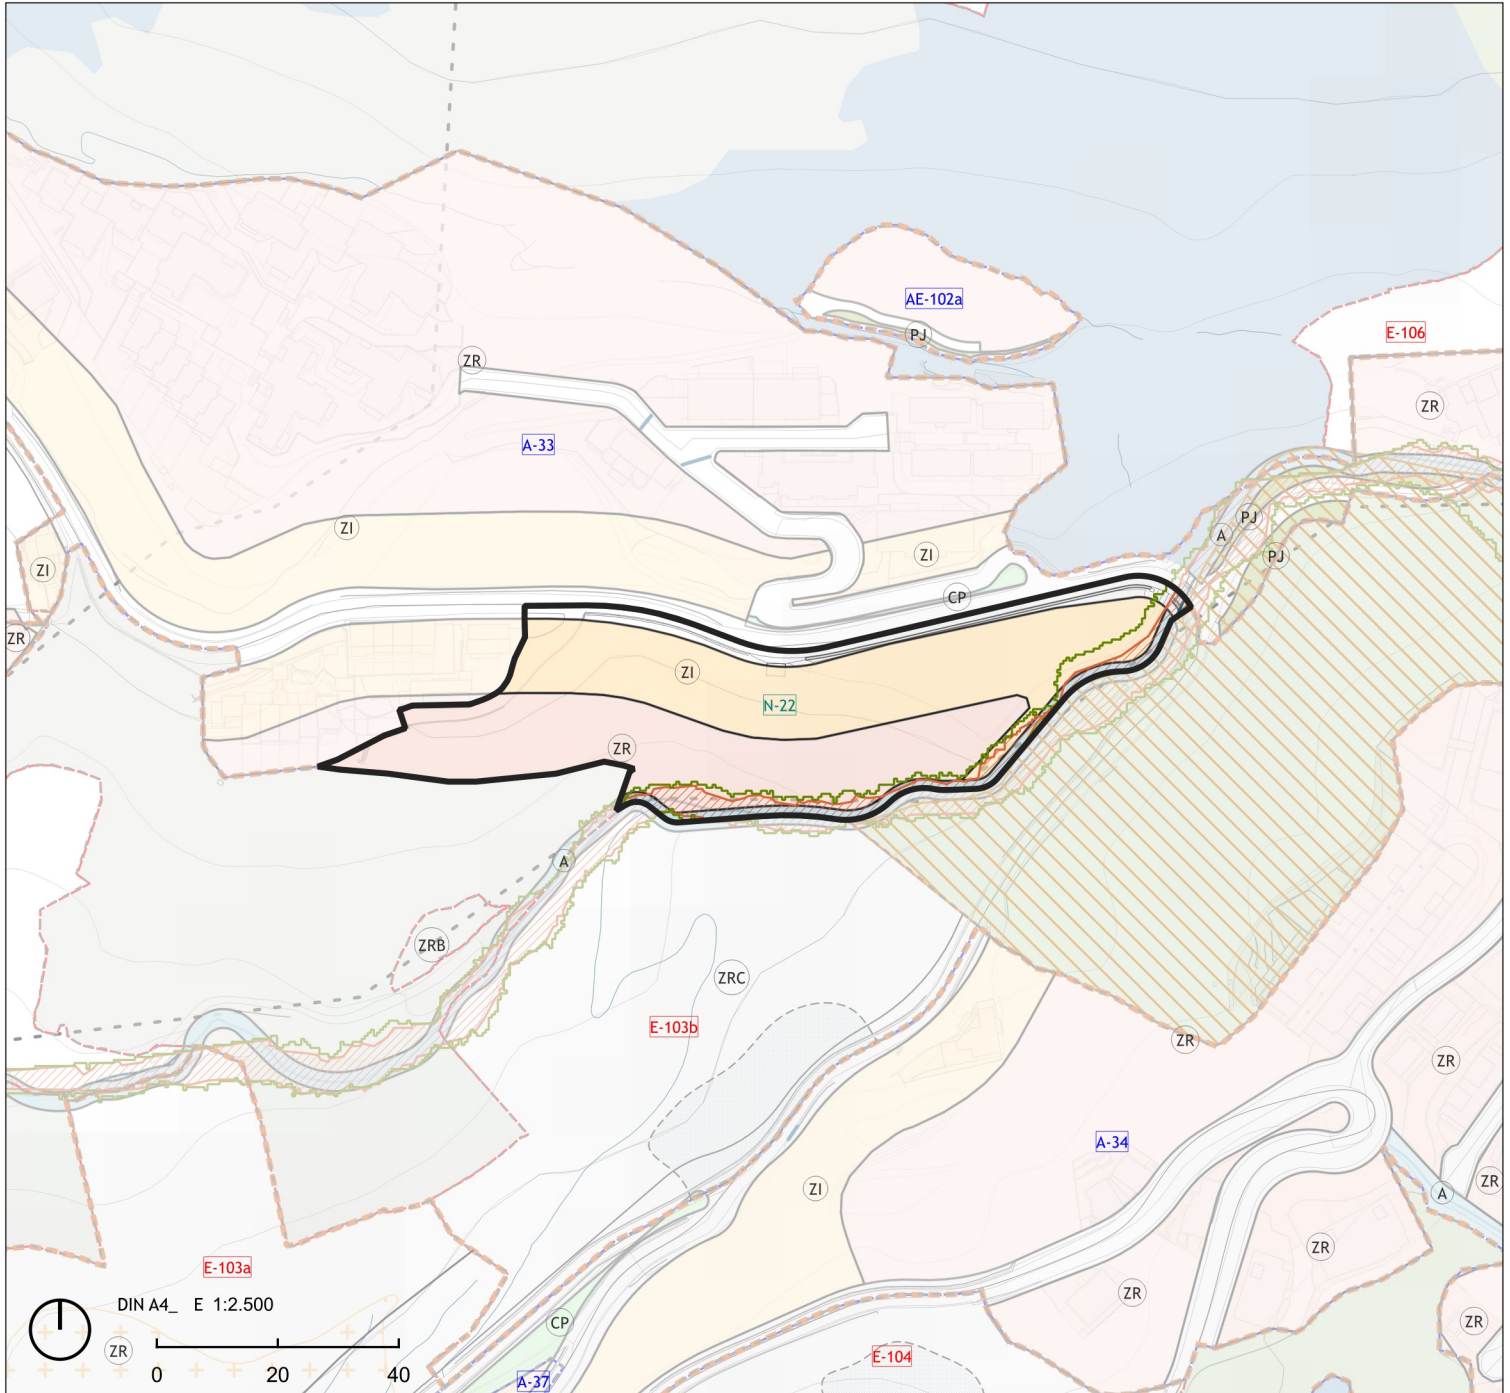 AE-102a
PJ
E-106
ZR
ZR
A-33
PJ
ZI
A
ZI
PJ
ZI
CP
ZR
ZI
N-22
ZR
A
ZRB
ZRC
E-103b
ZR
ZR
A-34
ZR
ZI
A
ZR
E-103a
ZR
DIN A4_ E 1:2.500
CP
ZR
ZR
E-104
0 20 40
A-37